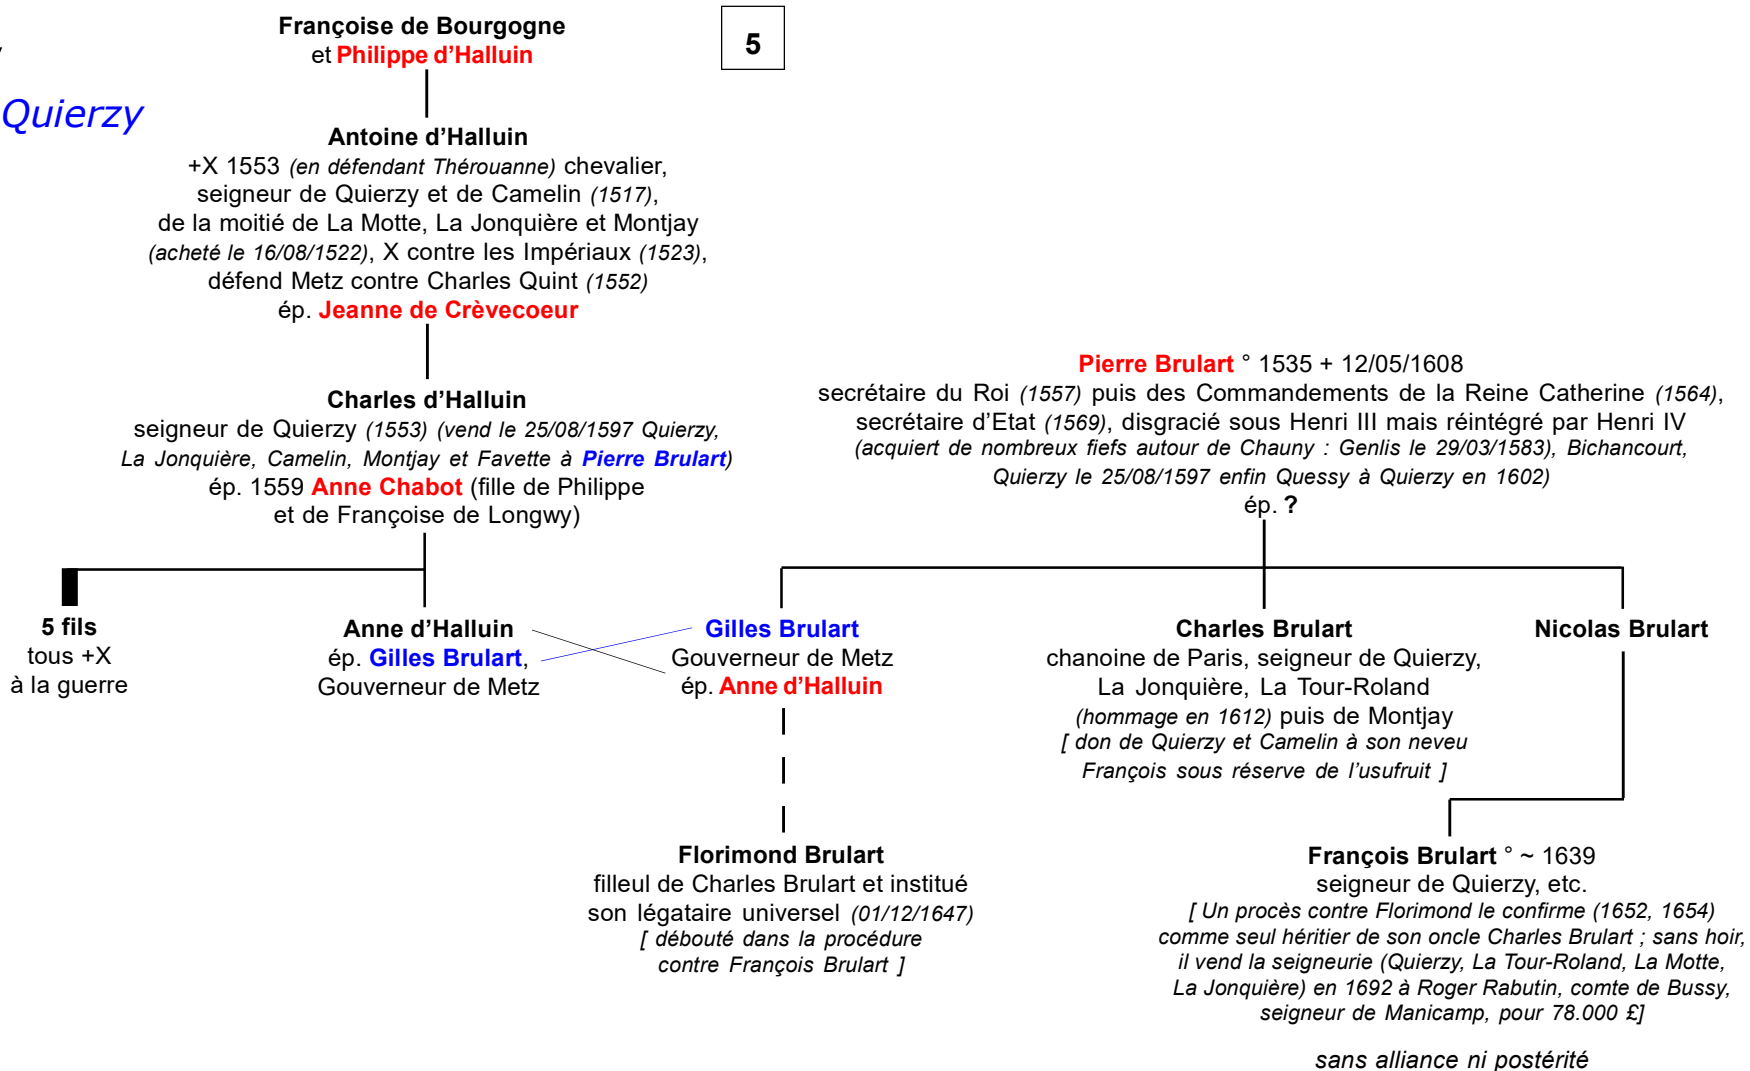 Quierzy
5
Françoise de Bourgogne
et Philippe d’Halluin
Antoine d’Halluin
+X 1553 (en défendant Thérouanne) chevalier,
seigneur de Quierzy et de Camelin (1517),
de la moitié de La Motte, La Jonquière et Montjay
(acheté le 16/08/1522), X contre les Impériaux (1523),
défend Metz contre Charles Quint (1552)
ép. Jeanne de Crèvecoeur
Charles d’Halluin
seigneur de Quierzy (1553) (vend le 25/08/1597 Quierzy,
La Jonquière, Camelin, Montjay et Favette à Pierre Brulart)
ép. 1559 Anne Chabot (fille de Philippe
et de Françoise de Longwy)
Pierre Brulart ° 1535 + 12/05/1608
secrétaire du Roi (1557) puis des Commandements de la Reine Catherine (1564),
secrétaire d’Etat (1569), disgracié sous Henri III mais réintégré par Henri IV
(acquiert de nombreux fiefs autour de Chauny : Genlis le 29/03/1583), Bichancourt,
Quierzy le 25/08/1597 enfin Quessy à Quierzy en 1602)
ép. ?
5 fils
tous +X
à la guerre
Anne d’Halluin
ép. Gilles Brulart,
Gouverneur de Metz
Gilles Brulart
Gouverneur de Metz
ép. Anne d’Halluin
Charles Brulart
chanoine de Paris, seigneur de Quierzy,
La Jonquière, La Tour-Roland
(hommage en 1612) puis de Montjay
[ don de Quierzy et Camelin à son neveu
François sous réserve de l’usufruit ]
Nicolas Brulart
Florimond Brulart
filleul de Charles Brulart et institué
son légataire universel (01/12/1647)
[ débouté dans la procédure
contre François Brulart ]
François Brulart ° ~ 1639
seigneur de Quierzy, etc.
[ Un procès contre Florimond le confirme (1652, 1654)
comme seul héritier de son oncle Charles Brulart ; sans hoir,
il vend la seigneurie (Quierzy, La Tour-Roland, La Motte,
La Jonquière) en 1692 à Roger Rabutin, comte de Bussy,
seigneur de Manicamp, pour 78.000 £]
sans alliance ni postérité